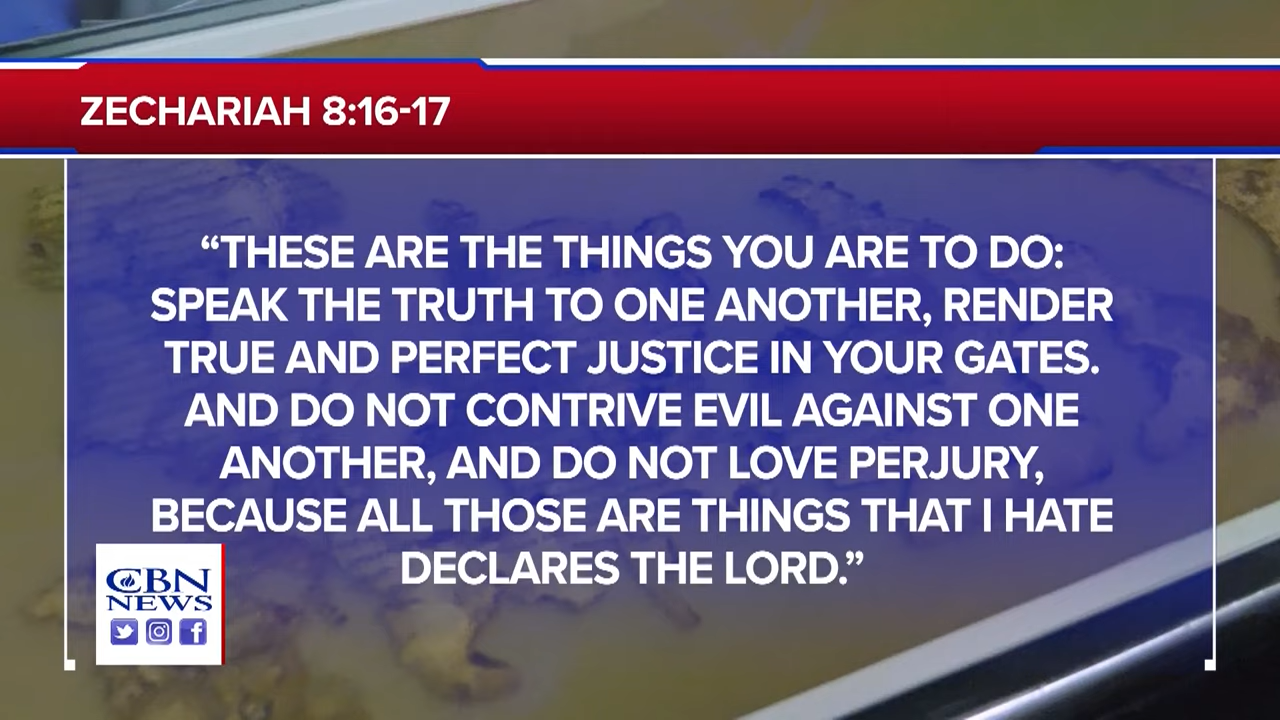 ZECHARIAH 8:16-17
“THESE ARE THE THINGS YOU ARE TO DO:
SPEAK THE TRUTH TO ONE ANOTHER, RENDER
TRUE AND PERFECT JUSTICE IN YOUR GATES.
AND DO NOT CONTRIVE EVIL AGAINST ONE
ANOTHER, AND DO NOT LOVE PERJURY,
BECAUSE ALL THOSE ARE THINGS THAT I HATE
DECLARES THE LORD.”
CBN
NEWS